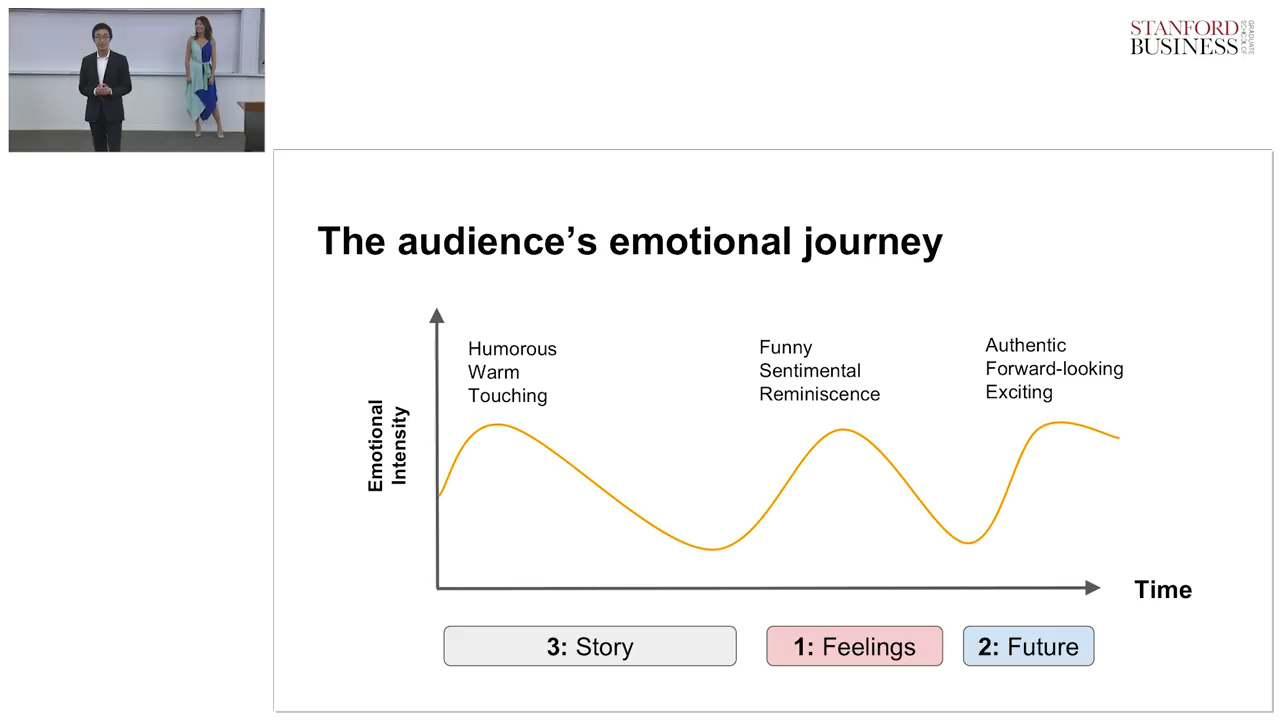 STANFORD
BUSINESS
GRADUATE
SCHOOL OF
The audience’s emotional journey
Emotional
Intensity
Humorous
Warm
Touching
Funny
Sentimental
Reminiscence
Authentic
Forward-looking
Exciting
Time
3: Story
1: Feelings
2: Future